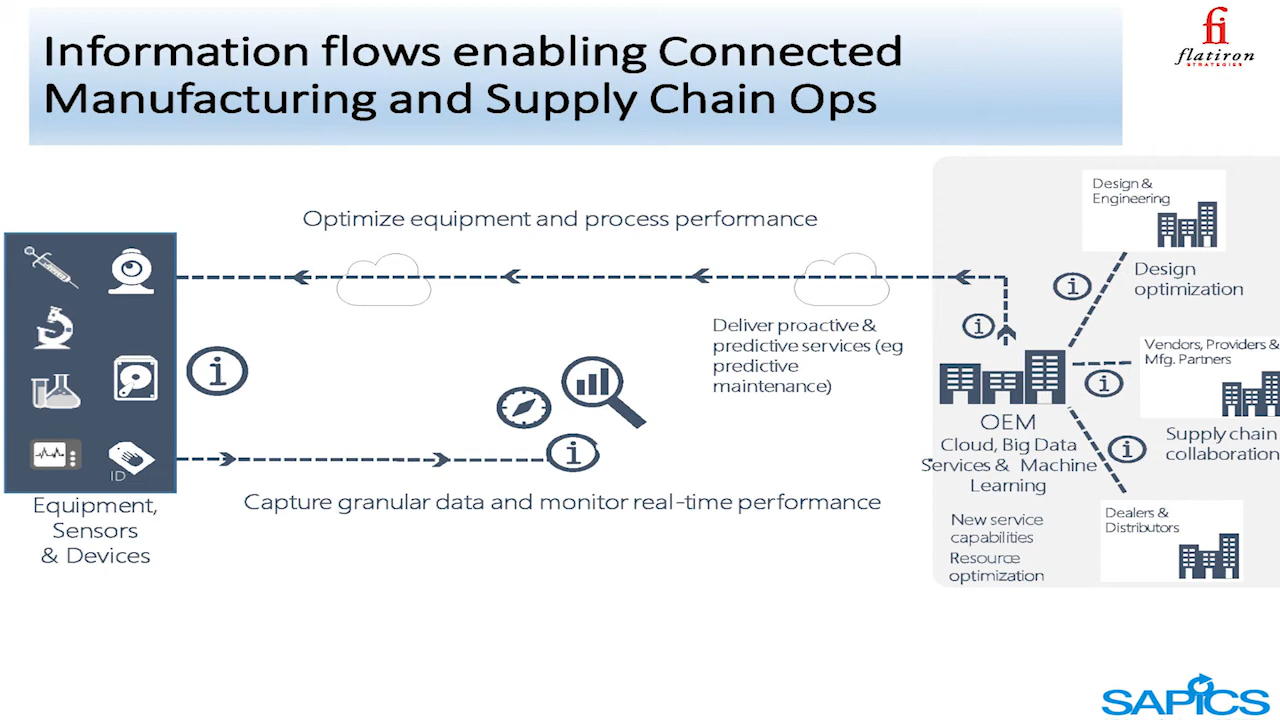 Information flows enabling Connected
Manufacturing and Supply Chain Ops
fi
flatiron
STRATEGIES
Optimize equipment and process performance
Deliver proactive &
predictive services (eg
predictive
maintenance)
Capture granular data and monitor real-time performance
ID
Equipment,
Sensors
& Devices
i
i
i
i
i
i
OEM
Cloud, Big Data
Services & Machine
Learning
New service
capabilities
Resource
optimization
Design &
Engineering
Design
optimization
Vendors, Providers &
Mfg. Partners
Supply chain
collaboration
Dealers &
Distributors
SAPICS